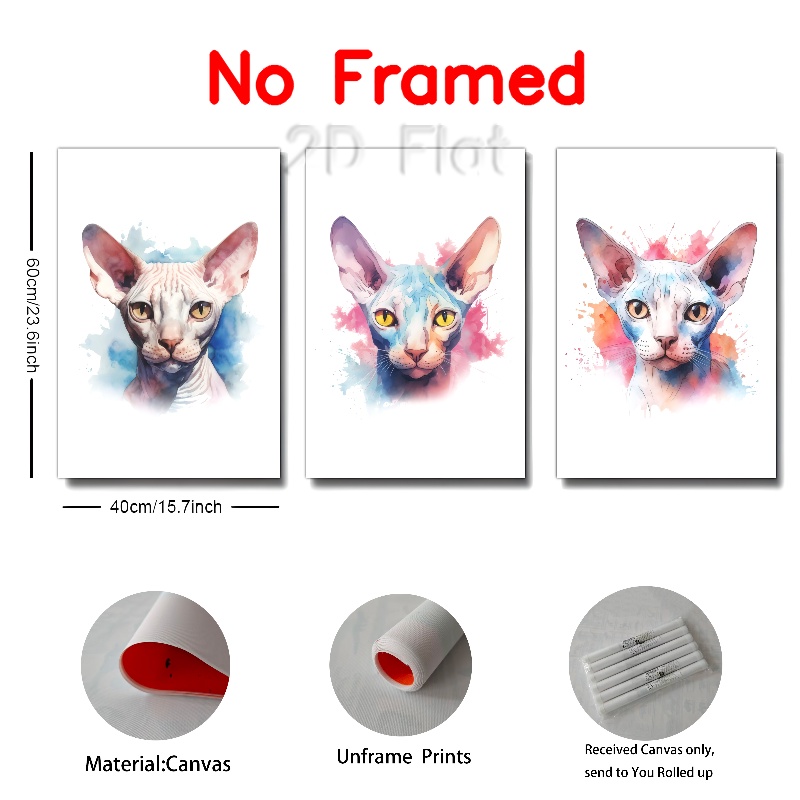 No Framed
2D Flat
60cm/23.6inch
40cm/15.7inch
Material:Canvas
Unframe Prints
Received Canvas only,
send to You Rolled up